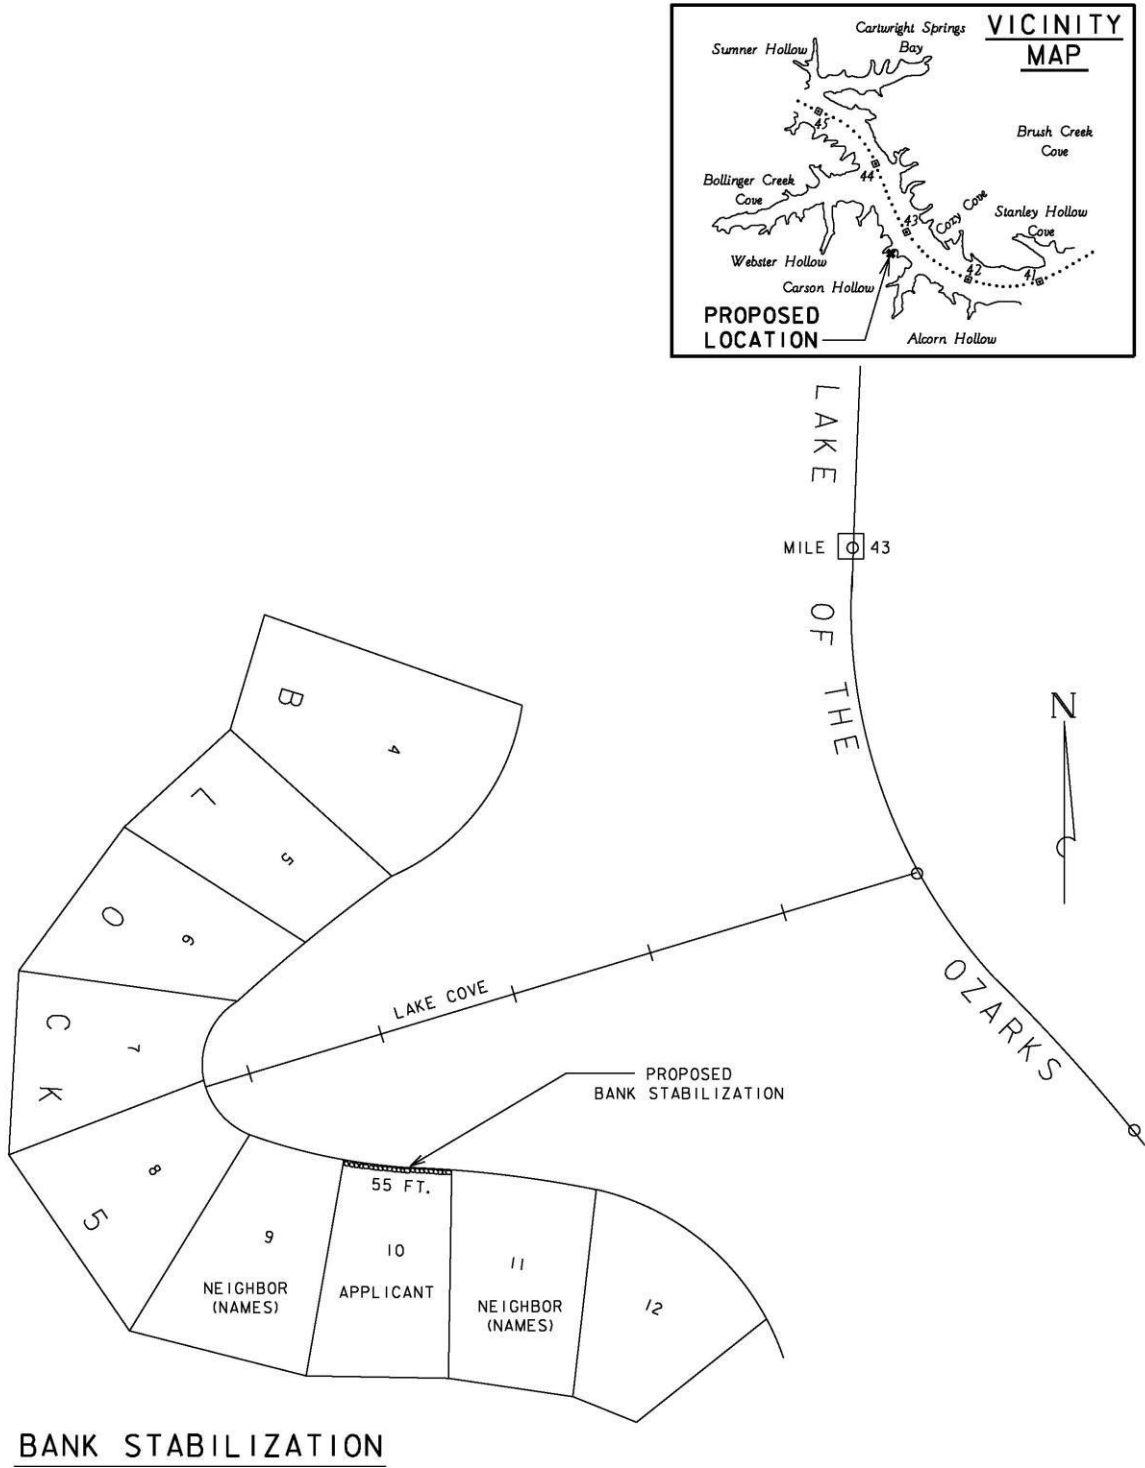 VICINITY
MAP
Cartwright Springs
Bay
Sumner Hollow
45
Brush Creek
Cove
44
Bollinger Creek
Cove
43
Cozy Cove
Stanley Hollow
Cove
Webster Hollow
42
41
Carson Hollow
PROPOSED
LOCATION
Alcorn Hollow
LAKE OF THE OZARKS
MILE 43
N
BLOCK 5
4
5
6
7
8
LAKE COVE
PROPOSED
BANK STABILIZATION
55 FT.
9
NEIGHBOR
(NAMES)
10
APPLICANT
11
NEIGHBOR
(NAMES)
12
BANK STABILIZATION